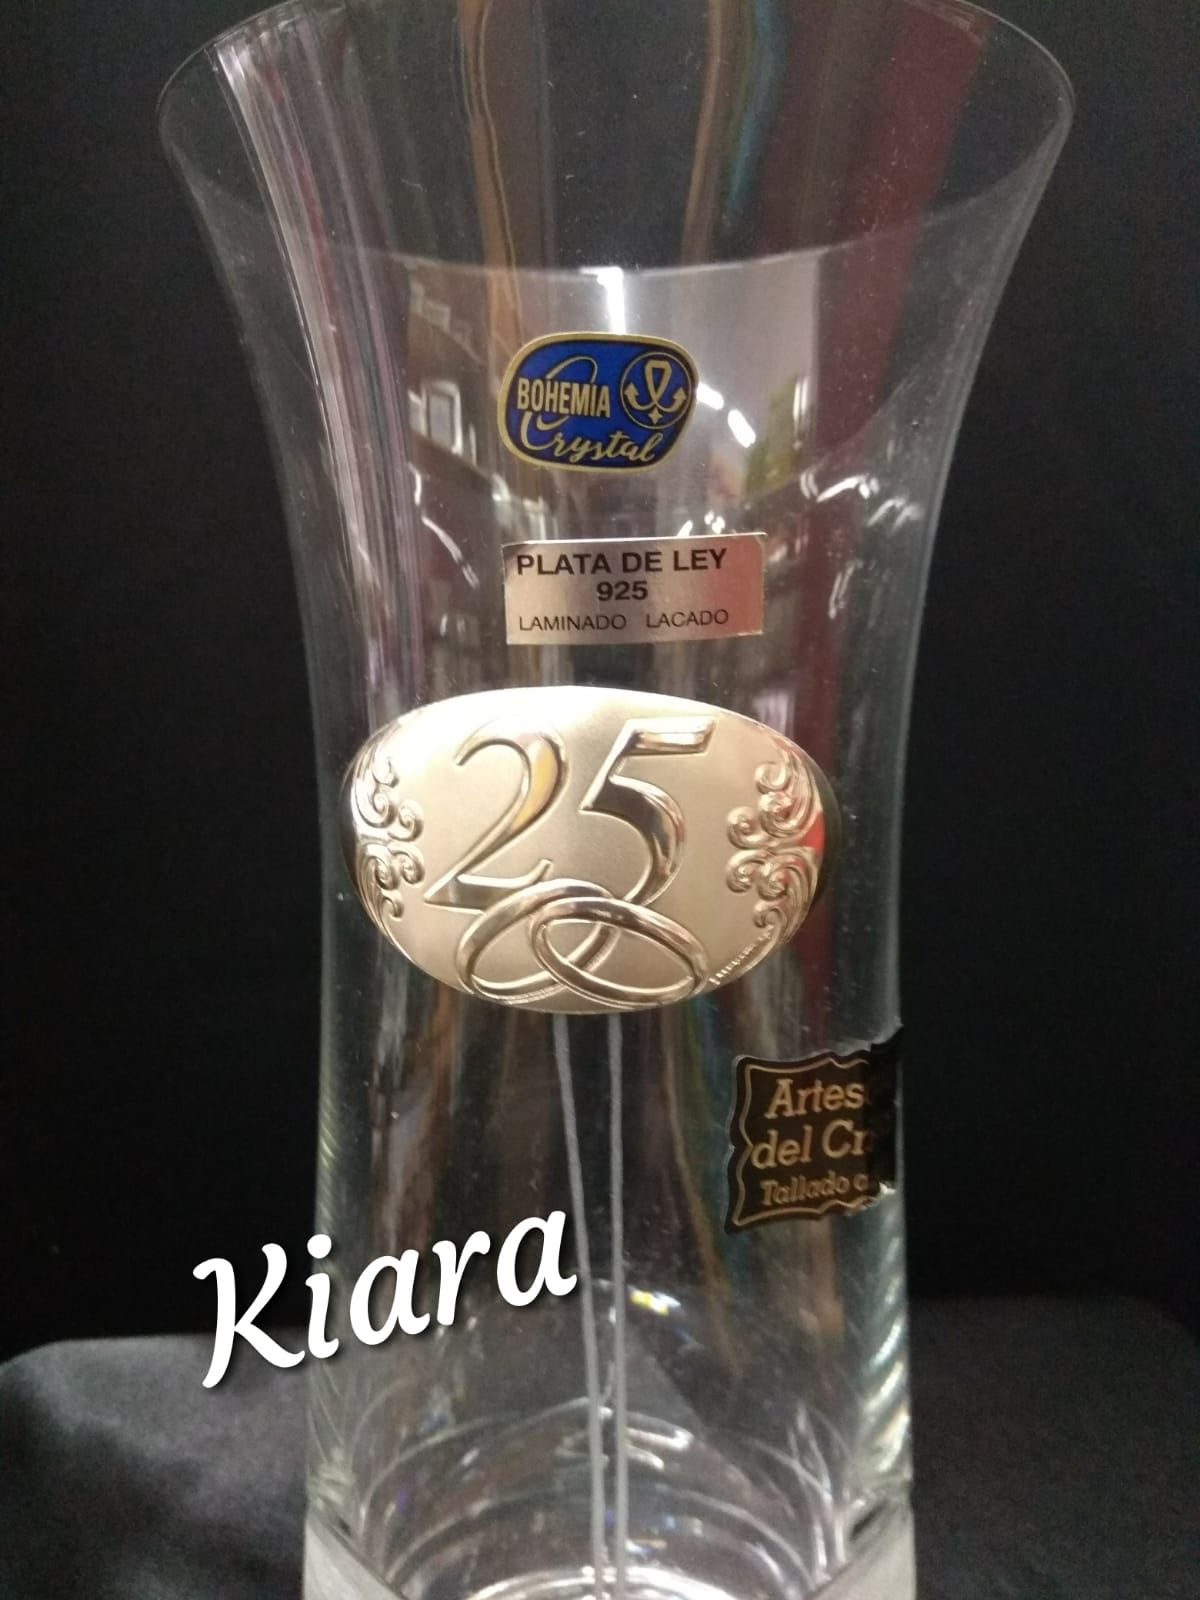 BOHEMIA
Crystal
PLATA DE LEY
925
LAMINADO LACADO
25
del
Tallado
Kiara